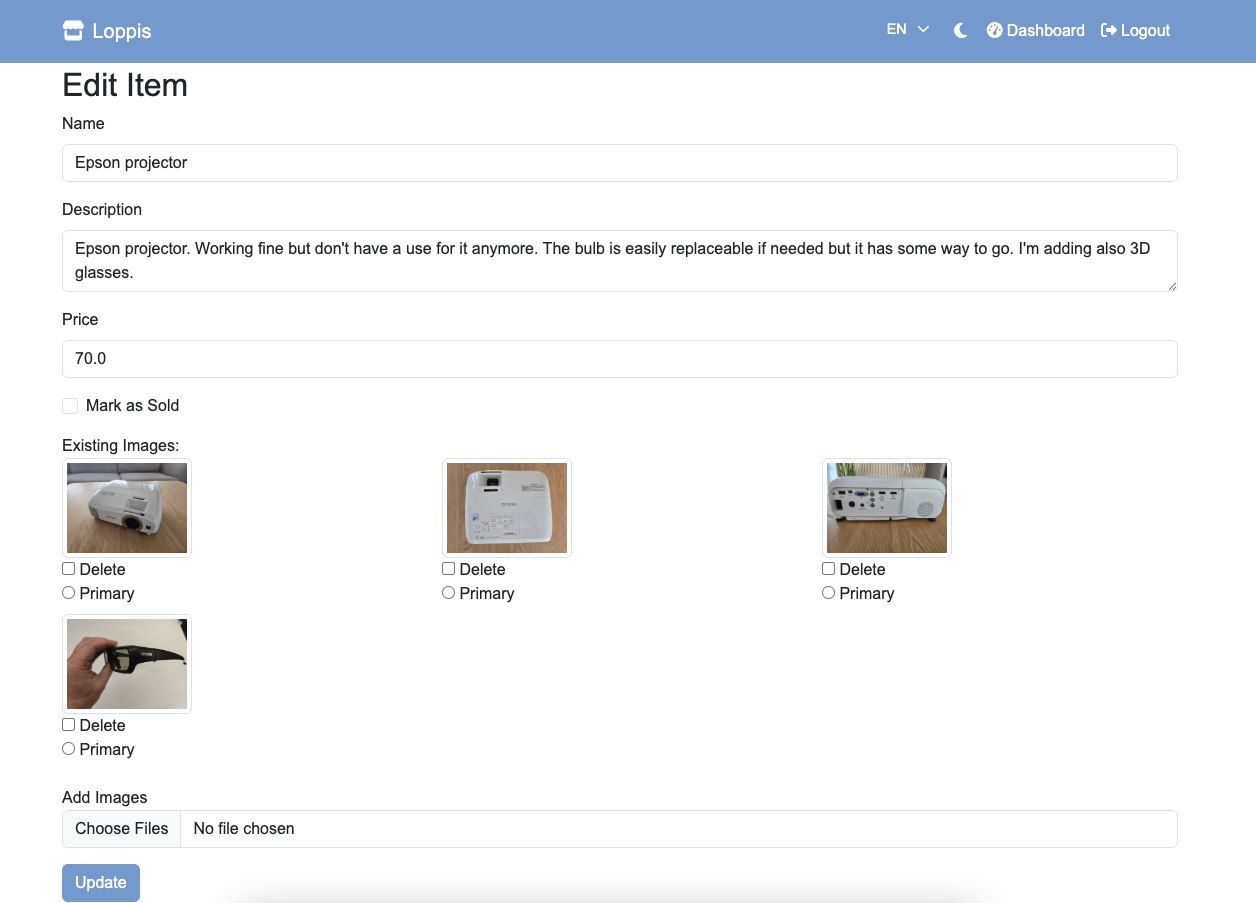 Loppis
EN
Dashboard
Logout
Edit Item
Name
Epson projector
Description
Epson projector. Working fine but don't have a use for it anymore. The bulb is easily replaceable if needed but it has some way to go. I'm adding also 3D
glasses.
Price
70.0
Mark as Sold
Existing Images:
EPSON
Delete
Delete
Delete
Primary
Primary
Primary
EPSON
Delete
Primary
Add Images
Choose Files
No file chosen
Update